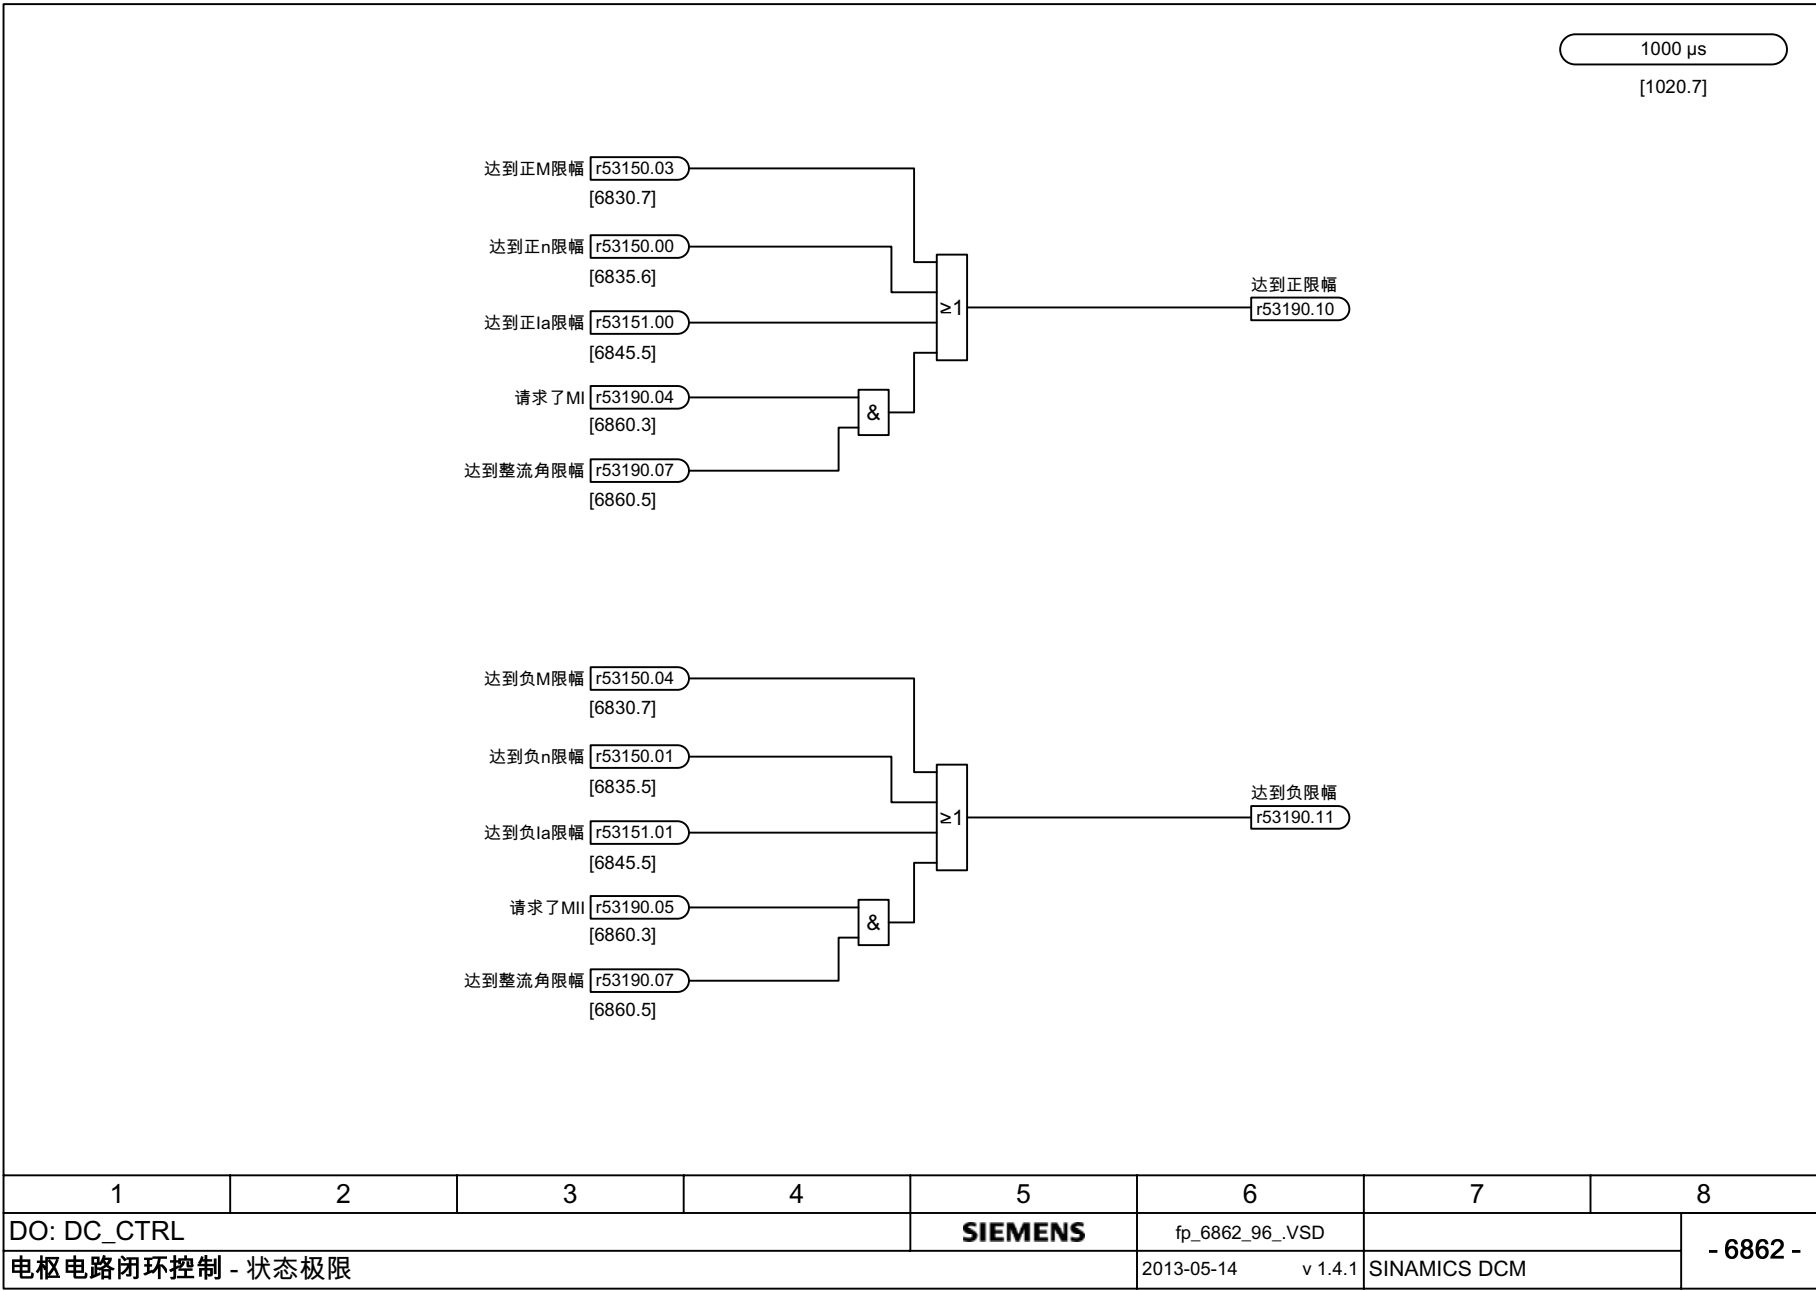 1000 µs
[1020.7]
达到正M限幅 r53150.03
[6830.7]
达到正n限幅 r53150.00
[6835.6]
达到正Ia限幅 r53151.00
[6845.5]
请求了MI r53190.04
[6860.3]
达到整流角限幅 r53190.07
[6860.5]
&
≥1
达到正限幅
r53190.10
达到负M限幅 r53150.04
[6830.7]
达到负n限幅 r53150.01
[6835.5]
达到负Ia限幅 r53151.01
[6845.5]
请求了MII r53190.05
[6860.3]
达到整流角限幅 r53190.07
[6860.5]
&
≥1
达到负限幅
r53190.11
1 2 3 4 5 6 7 8
DO: DC_CTRL SIEMENS fp_6862_96_.VSD
电枢电路闭环控制 - 状态极限 2013-05-14 v 1.4.1 SINAMICS DCM
- 6862 -